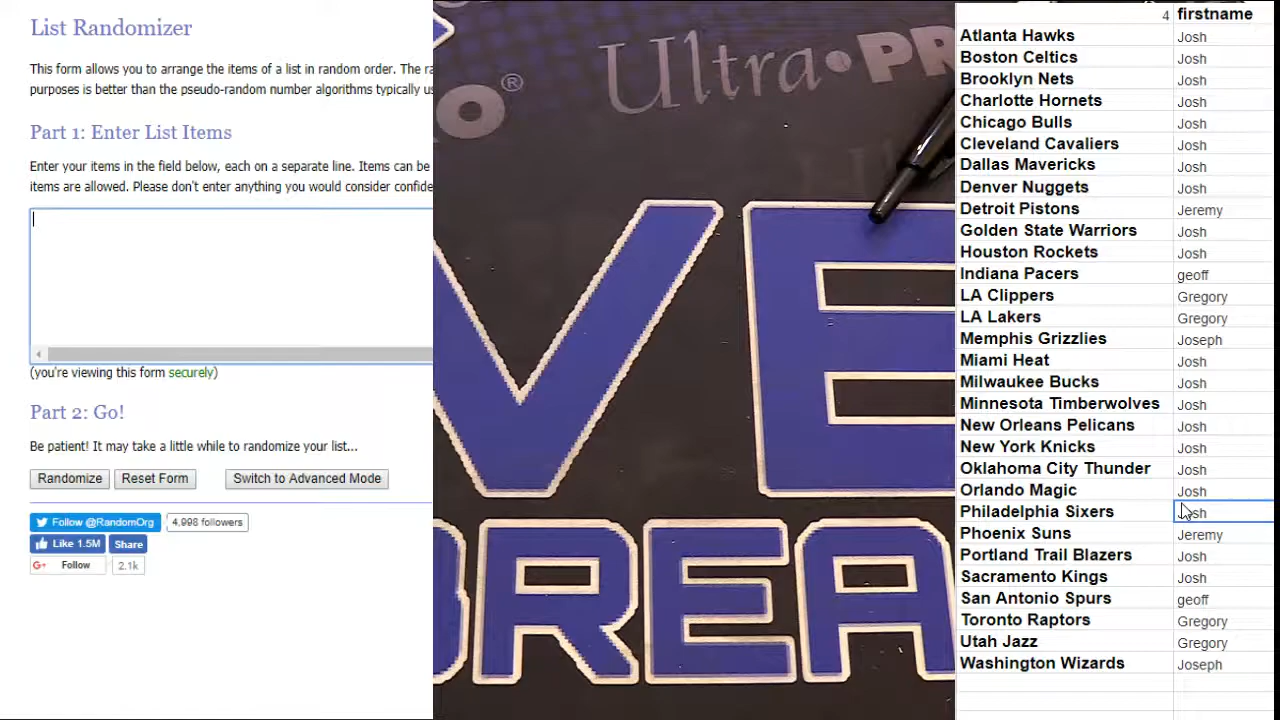 List Randomizer
This form allows you to arrange the items of a list in random order. The ra
purposes is better than the pseudo-random number algorithms typically us
Part 1: Enter List Items
Enter your items in the field below, each on a separate line. Items can be
items are allowed. Please don't enter anything you would consider confide
(you're viewing this form securely)
Part 2: Go!
Be patient! It may take a little while to randomize your list...
Randomize Reset Form Switch to Advanced Mode
Follow @RandomOrg 4,998 followers
Like 1.5M Share
G+ Follow 2.1k
Ultra•PR
O®
VE
BREA
4 firstname
Atlanta Hawks Josh
Boston Celtics Josh
Brooklyn Nets Josh
Charlotte Hornets Josh
Chicago Bulls Josh
Cleveland Cavaliers Josh
Dallas Mavericks Josh
Denver Nuggets Josh
Detroit Pistons Jeremy
Golden State Warriors Josh
Houston Rockets Josh
Indiana Pacers geoff
LA Clippers Gregory
LA Lakers Gregory
Memphis Grizzlies Joseph
Miami Heat Josh
Milwaukee Bucks Josh
Minnesota Timberwolves Josh
New Orleans Pelicans Josh
New York Knicks Josh
Oklahoma City Thunder Josh
Orlando Magic Josh
Philadelphia Sixers Josh
Phoenix Suns Jeremy
Portland Trail Blazers Josh
Sacramento Kings Josh
San Antonio Spurs geoff
Toronto Raptors Gregory
Utah Jazz Gregory
Washington Wizards Joseph